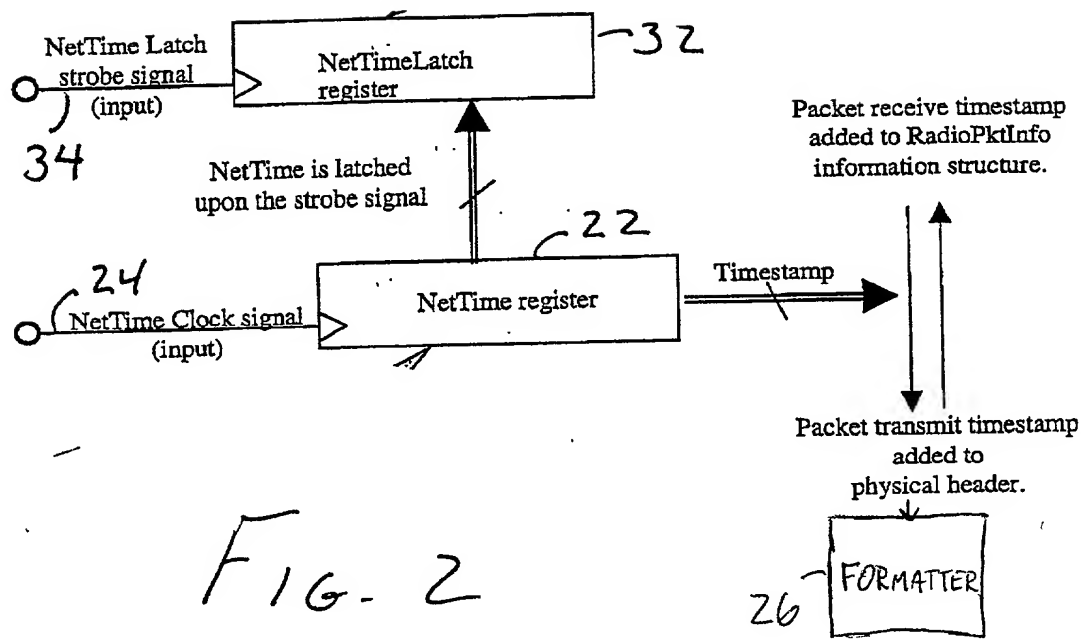 NetTime Latch
strobe signal
(input)
34
NetTimeLatch
register
32
Packet receive timestamp
added to RadioPktInfo
information structure.
NetTime is latched
upon the strobe signal
22
24
NetTime Clock signal
(input)
NetTime register
Timestamp
Packet transmit timestamp
added to
physical header.
FORMATTER
26
FIG. 2